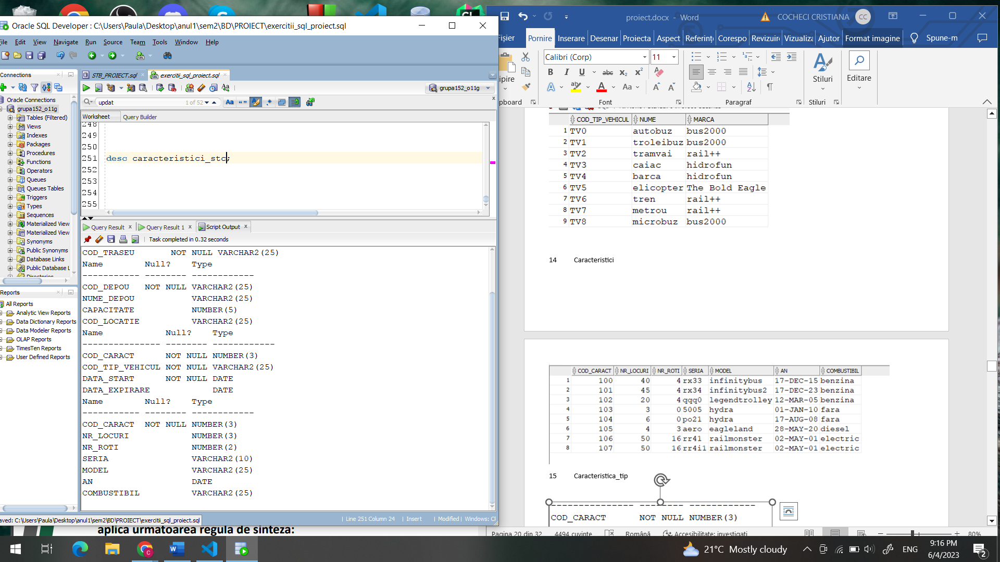 Oracle SQL Developer : C:\Users\Paula\Desktop\anul1\sem2\BD\PROIECT\exercitii_sql_proiect.sql
File Edit View Navigate Run Source Team Tools Window Help
Connections
Oracle Connections
grupa152_o11g
Tables (Filtered)
Views
Indexes
Packages
Procedures
Functions
Operators
Queues
Queues Tables
Triggers
Types
Sequences
Materialized View
Materialized View
Synonyms
Public Synonyms
Database Links
Public Database L
Directories
Reports
All Reports
Analytic View Reports
Data Dictionary Reports
Data Modeler Reports
OLAP Reports
TimesTen Reports
User Defined Reports
STB_PROIECT.sql exercitii_sql_proiect.sql
grupa152_o11g
updat 1 of 52
Worksheet Query Builder
248
249
250
251 desc caracteristici_stc;
252
253
254
255
Query Result x Query Result 1 x Script Output x
Task completed in 0.32 seconds
COD_TRASEU NOT NULL VARCHAR2(25)
Name Null? Type
----------- -------- ------------
COD_DEPOU NOT NULL VARCHAR2(25)
NUME_DEPOU VARCHAR2(25)
CAPACITATE NUMBER(5)
COD_LOCATIE VARCHAR2(25)
Name Null? Type
--------------- -------- ------------
COD_CARACT NOT NULL NUMBER(3)
COD_TIP_VEHICUL NOT NULL VARCHAR2(25)
DATA_START NOT NULL DATE
DATA_EXPIRARE DATE
Name Null? Type
----------- -------- ------------
COD_CARACT NOT NULL NUMBER(3)
NR_LOCURI NUMBER(3)
NR_ROTI NUMBER(2)
SERIA VARCHAR2(10)
MODEL VARCHAR2(25)
AN DATE
COMBUSTIBIL VARCHAR2(25)
aved: C:\Users\Paula\Desktop\anul1\sem2\BD\PROIECT\exercitii_sql_proiect.sql
Line 251 Column 24 | Insert | Modified | Windows: CF
aplica urmatoarea regula de sinteza:
proiect.docx - Word COCHECI CRISTIANA CC
Fișier Pornire Inserare Desenar Proiecta Aspect Referinț Corespo Revizuir Vizualiza Ajutor Format imagine Spune-m
Calibri (Corp) 11
Stiluri Editare
Font Paragraf Stiluri
COD_TIP_VEHICUL NUME MARCA
1 TV0 autobuz bus2000
2 TV1 troleibuz bus2000
3 TV2 tramvai rail++
4 TV3 caiac hidrofun
5 TV4 barca hidrofun
6 TV5 elicopter The Bold Eagle
7 TV6 tren rail++
8 TV7 metrou rail++
9 TV8 microbuz bus2000
14 Caracteristici
COD_CARACT NR_LOCURI NR_ROTI SERIA MODEL AN COMBUSTIBIL
1 100 40 4 rx33 infinitybus 17-DEC-15 benzina
2 101 45 4 rx34 infinitybus2 17-DEC-23 benzina
3 102 20 4 qqq0 legendtrolley 12-MAR-05 benzina
4 103 3 0 5005 hydra 01-JAN-10 fara
5 104 6 0 po21 hydra 17-AUG-08 fara
6 105 4 3 aero eagleland 28-MAY-20 diesel
7 106 50 16 rr41 railmonster 02-MAY-01 electric
8 107 50 16 rr4i1 railmonster 02-MAY-01 electric
15 Caracteristica_tip
---------------- -------- ------------
COD_CARACT NOT NULL NUMBER(3)
Pagina 20 din 32 4494 cuvinte Română Accesibilitate: investigați 80%
21°C Mostly cloudy ENG 9:16 PM
6/4/2023
2